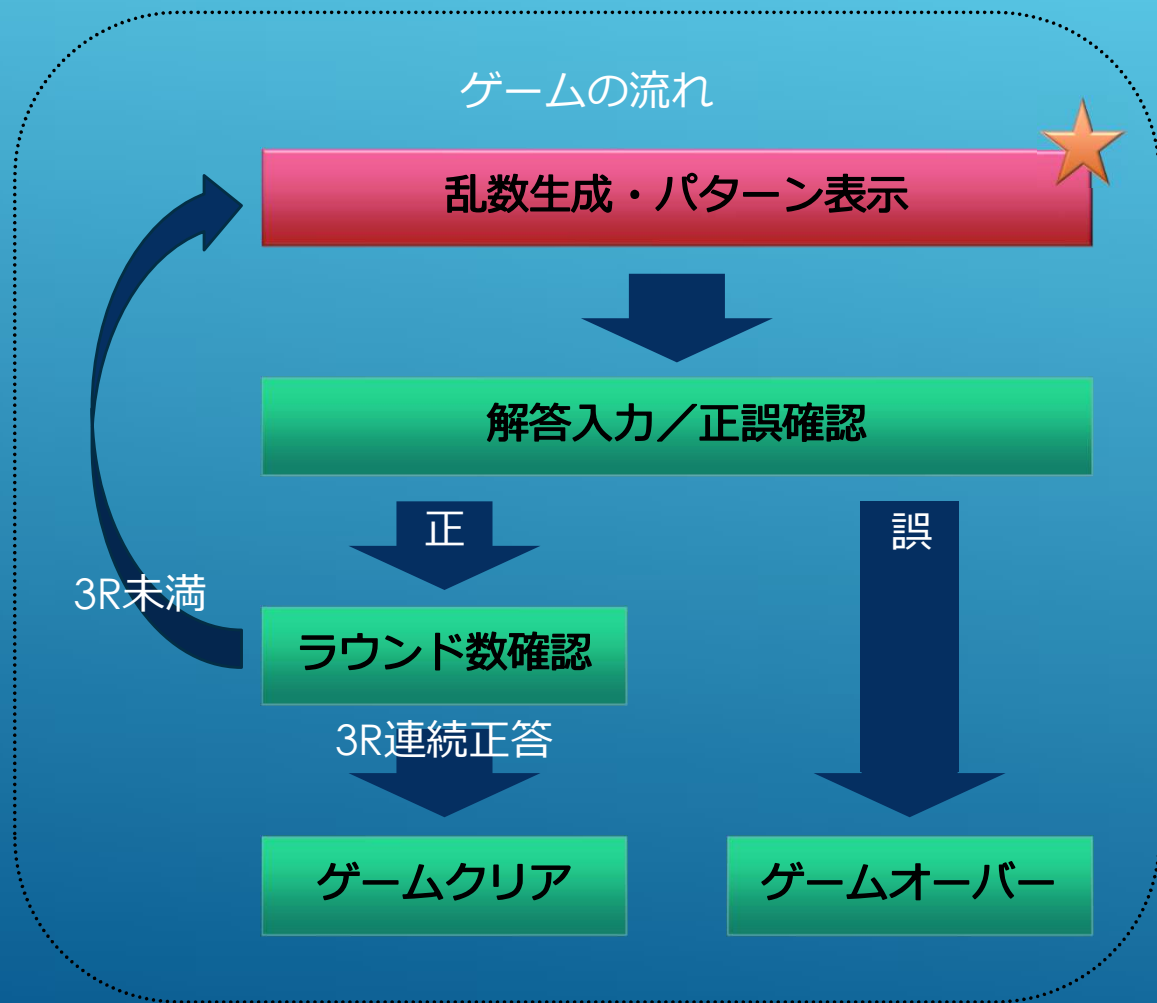 ゲームの流れ
乱数生成・パターン表示
解答入力／正誤確認
正
誤
3R未満
ラウンド数確認
3R連続正答
ゲームクリア
ゲームオーバー